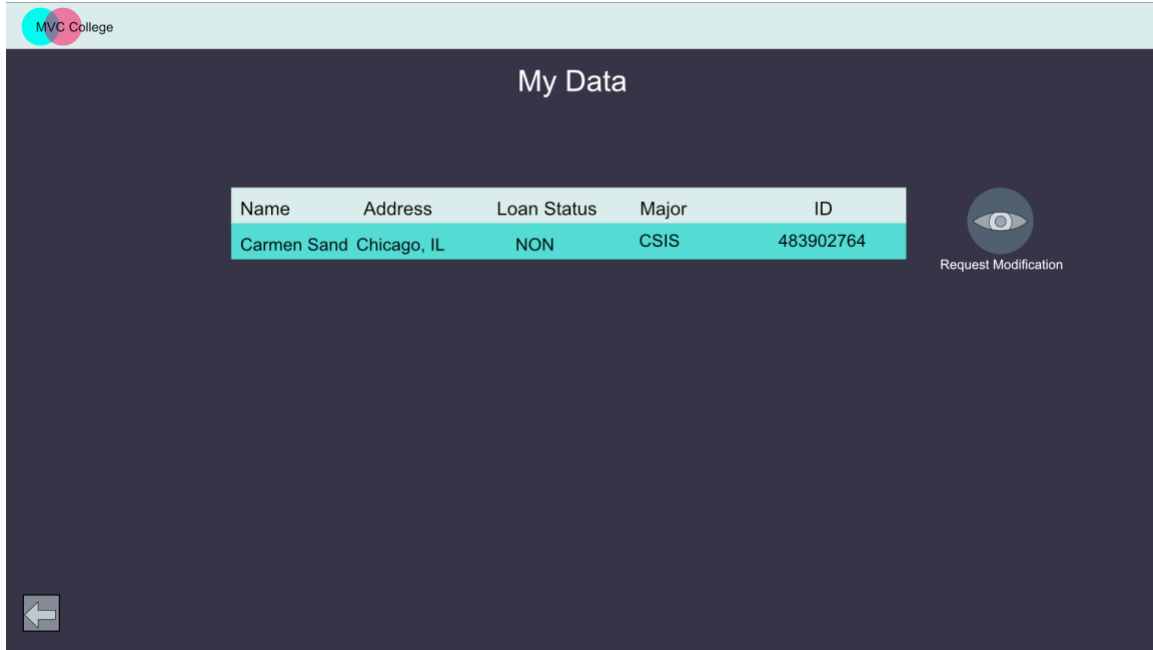 MVC College
My Data
Name Address Loan Status Major ID
Carmen Sand Chicago, IL NON CSIS 483902764
Request Modification